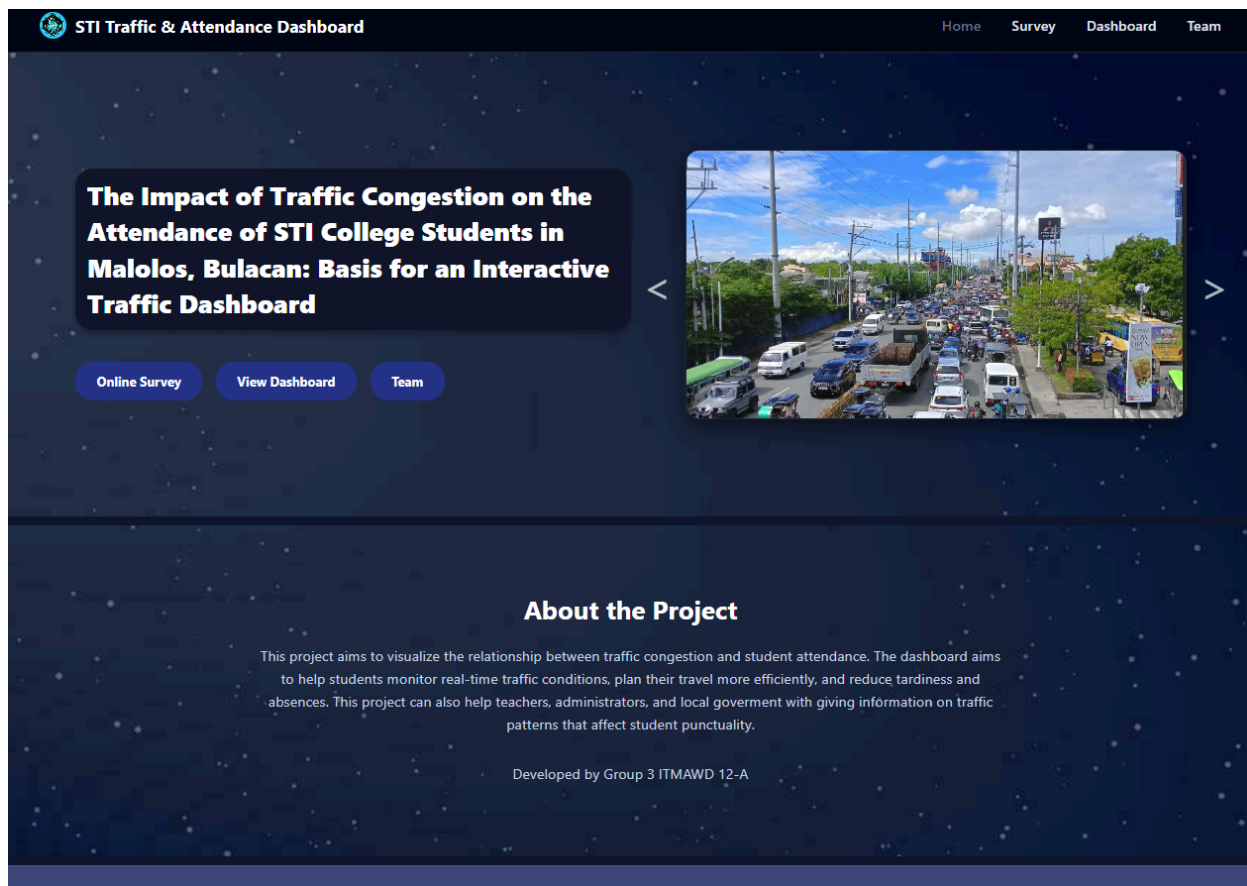 STI Traffic & Attendance Dashboard
Home
Survey
Dashboard
Team
The Impact of Traffic Congestion on the
Attendance of STI College Students in
Malolos, Bulacan: Basis for an Interactive
Traffic Dashboard
<
>
NOW
OPEN
Online Survey
View Dashboard
Team
About the Project
This project aims to visualize the relationship between traffic congestion and student attendance. The dashboard aims
to help students monitor real-time traffic conditions, plan their travel more efficiently, and reduce tardiness and
absences. This project can also help teachers, administrators, and local goverment with giving information on traffic
patterns that affect student punctuality.
Developed by Group 3 ITMAWD 12-A